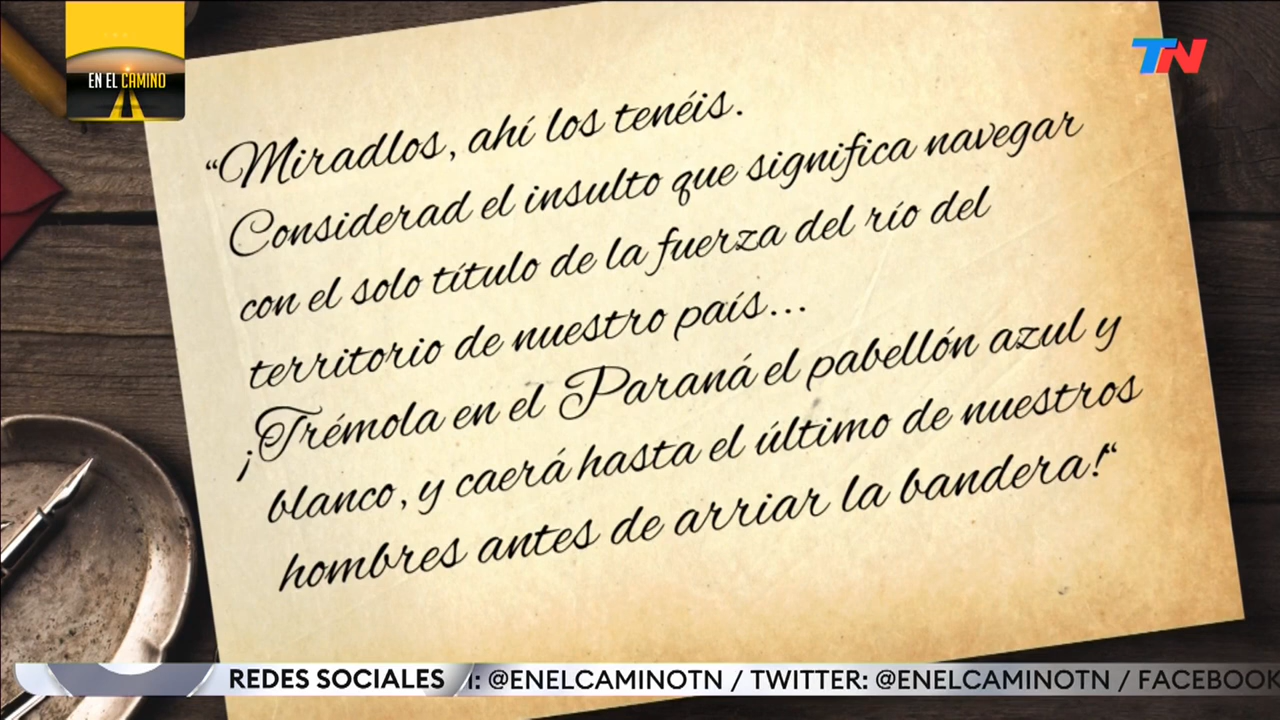 EN EL CAMINO
TN
“Miradlos, ahí los tenéis.
Considerad el insulto que significa navegar
con el solo título de la fuerza del río del
territorio de nuestro país...
¡Trémola en el Paraná el pabellón azul y
blanco, y caerá hasta el último de nuestros
hombres antes de arriar la bandera!“
REDES SOCIALES : @ENELCAMINOTN / TWITTER: @ENELCAMINOTN / FACEBOOK